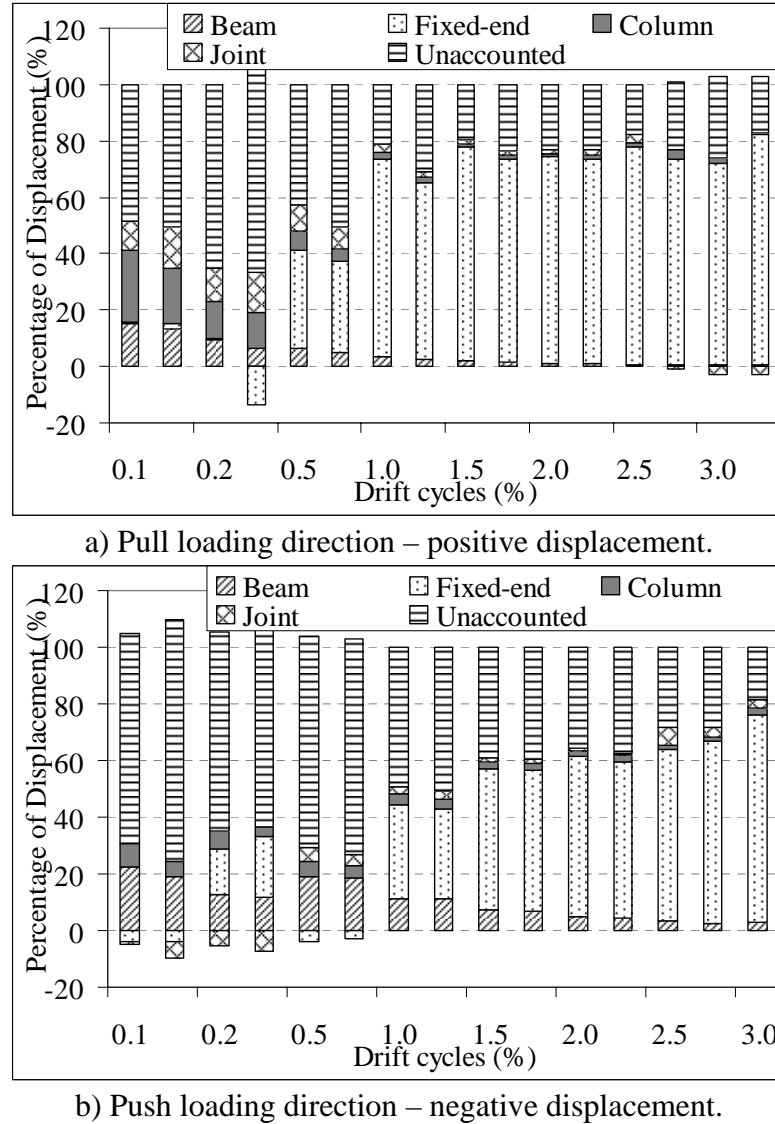 Beam Fixed-end Column
Joint Unaccounted
Percentage of Displacement (%)
120
100
80
60
40
20
0
-20
0.1 0.2 0.5 1.0 1.5 2.0 2.5 3.0
Drift cycles (%)
a) Pull loading direction – positive displacement.
Beam Fixed-end Column
Joint Unaccounted
Percentage of Displacement (%)
120
100
80
60
40
20
0
-20
0.1 0.2 0.5 1.0 1.5 2.0 2.5 3.0
Drift cycles (%)
b) Push loading direction – negative displacement.